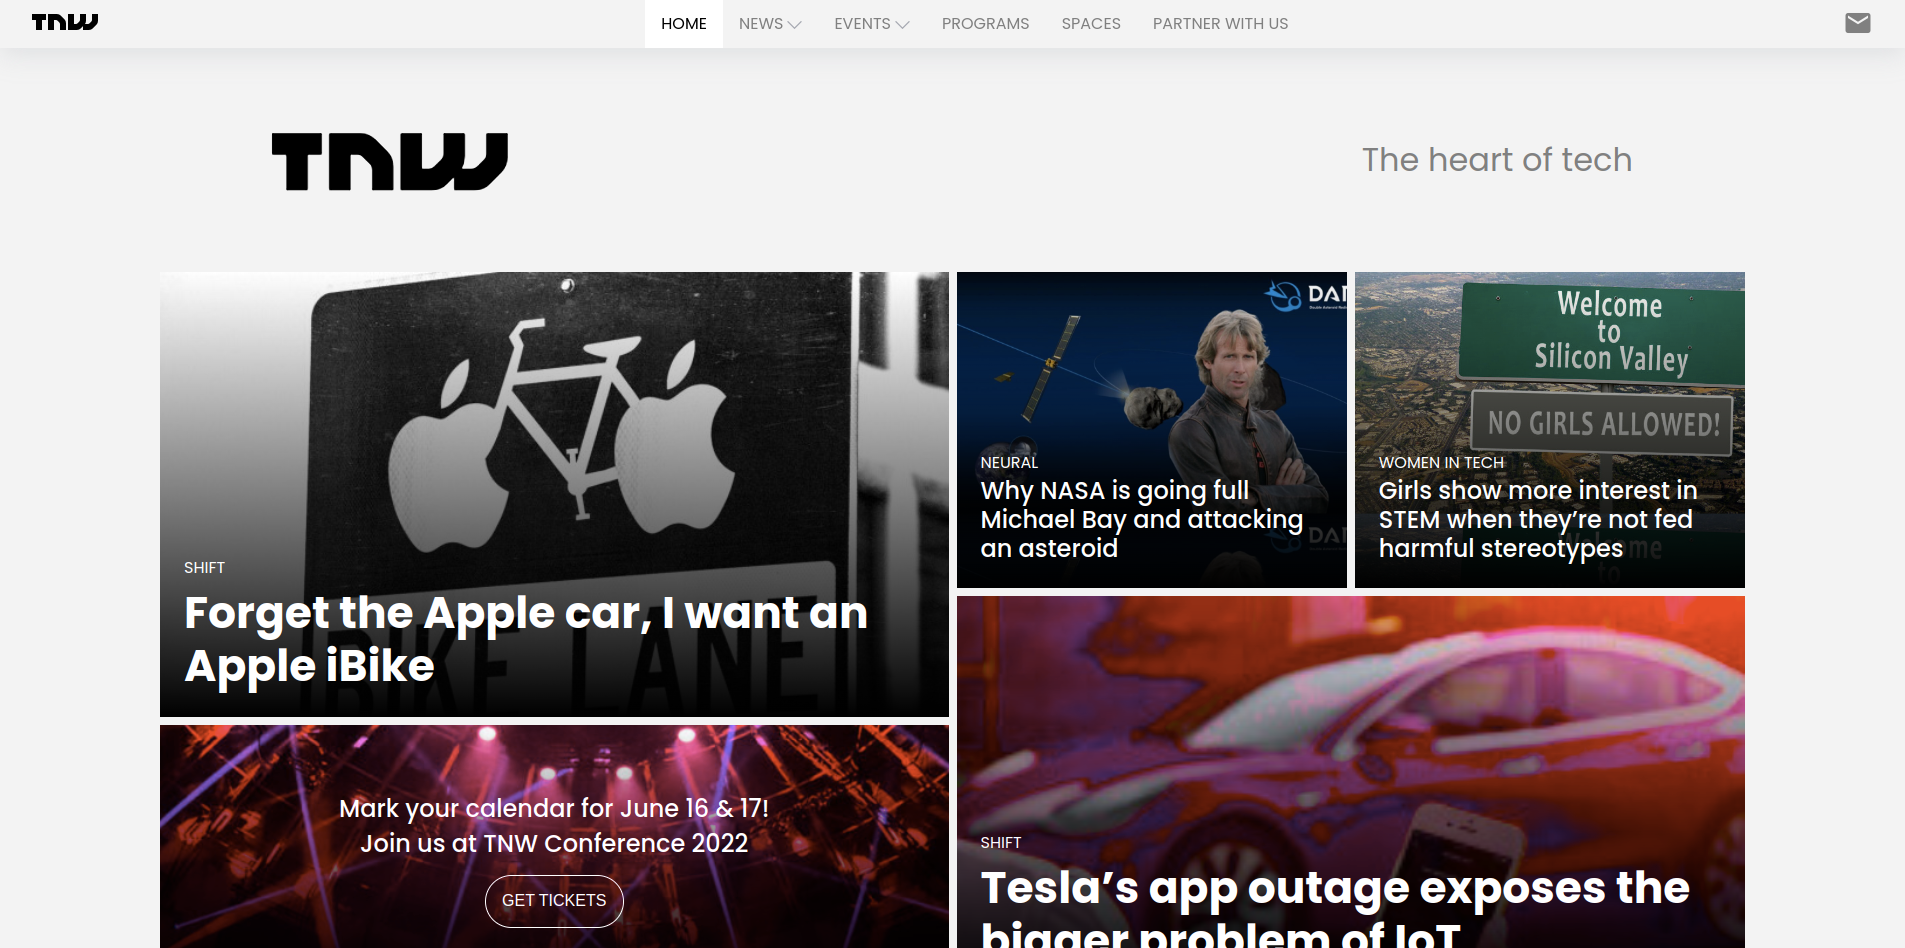 TNW
HOME
NEWS
EVENTS
PROGRAMS
SPACES
PARTNER WITH US
TNW
The heart of tech
BIKE LANE
SHIFT
Forget the Apple car, I want an
Apple iBike
NEURAL
Why NASA is going full
Michael Bay and attacking
an asteroid
Welcome
to
Silicon Valley
NO GIRLS ALLOWED!
WOMEN IN TECH
Girls show more interest in
STEM when they’re not fed
harmful stereotypes
Mark your calendar for June 16 & 17!
Join us at TNW Conference 2022
GET TICKETS
SHIFT
Tesla’s app outage exposes the
bigger problem of IoT